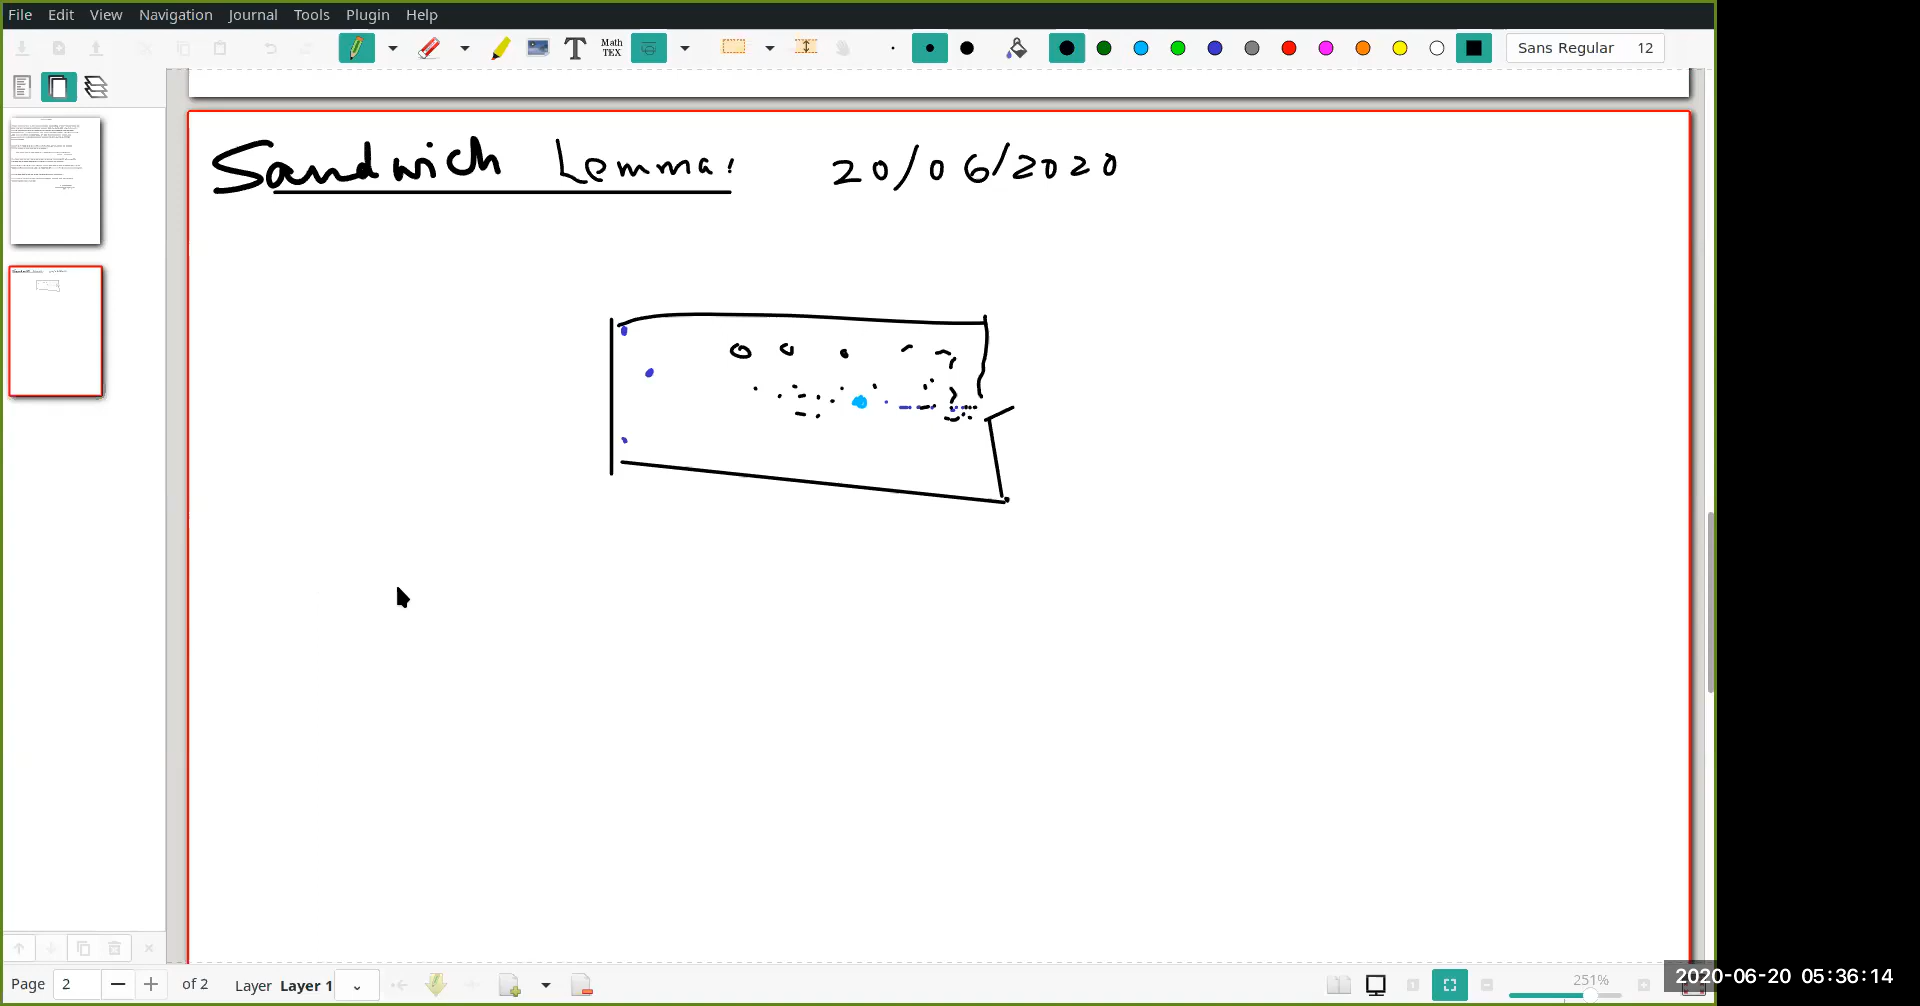 File Edit View Navigation Journal Tools Plugin Help
Math TEX
Sans Regular 12
Sandwich Lemma: 20/06/2020
Page 2 of 2 Layer Layer 1
251%
2020-06-20 05:36:14